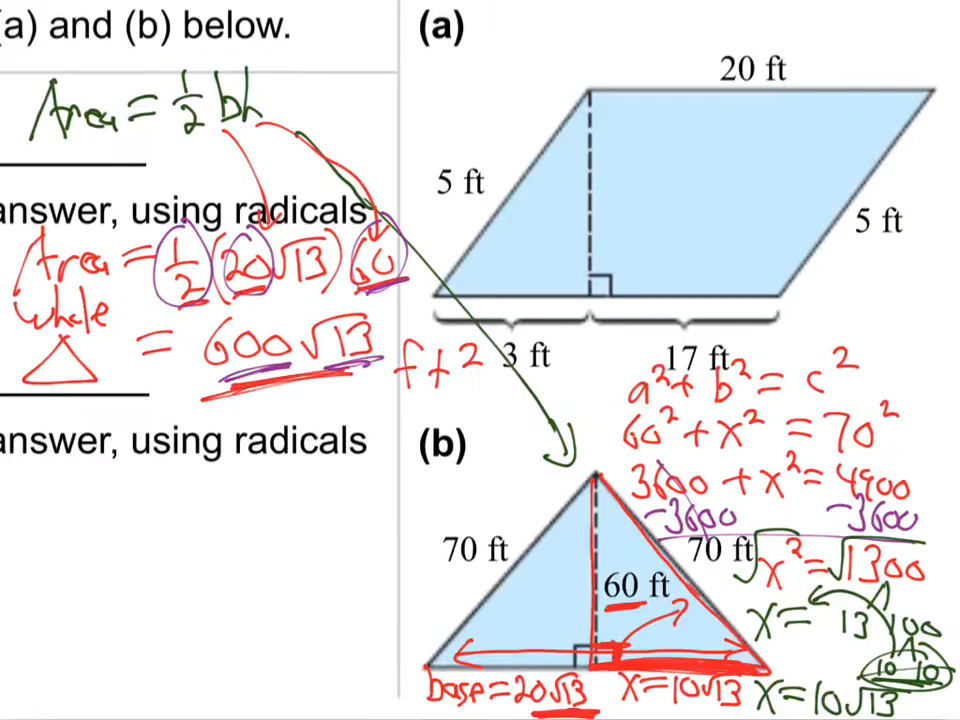 (a) and (b) below.
Area = 1/2 bh
answer, using radicals
Area = 1/2 (20√13) 60
whole
△ = 600√13 ft²
answer, using radicals
(a)
20 ft
5 ft
5 ft
3 ft
17 ft
(b)
a² + b² = c²
60² + x² = 70²
3600 + x² = 4900
-3600 -3600
√x² = √1300
x = 13 100
10 10
x = 10√13
70 ft
70 ft
60 ft
base = 20√13
x = 10√13